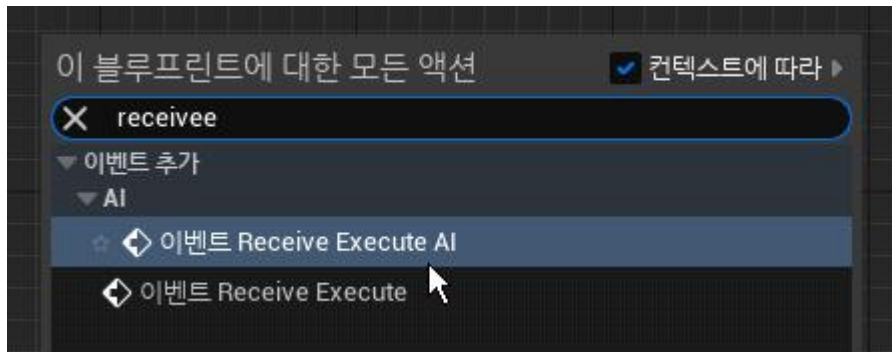 이 블루프린트에 대한 모든 액션 컨텍스트에 따라
receivee
이벤트 추가
AI
이벤트 Receive Execute AI
이벤트 Receive Execute